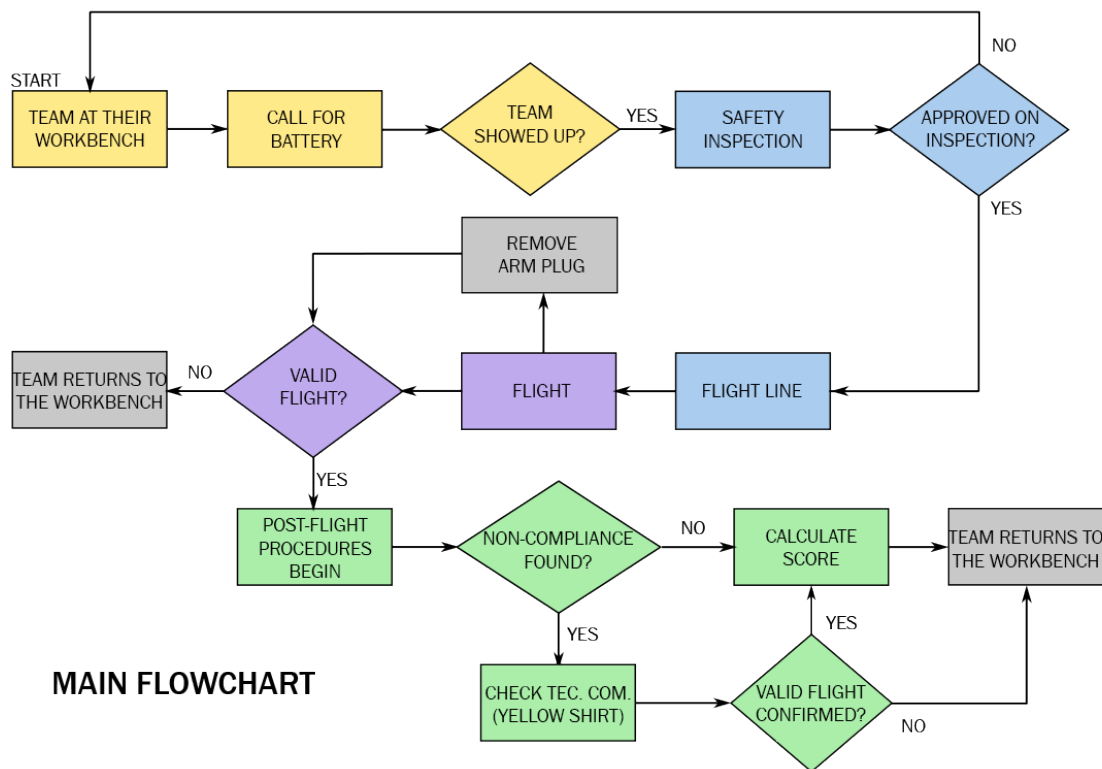 NO
START
TEAM AT THEIR
WORKBENCH
CALL FOR
BATTERY
TEAM
SHOWED UP?
YES
SAFETY
INSPECTION
APPROVED ON
INSPECTION?
YES
REMOVE
ARM PLUG
TEAM RETURNS TO
THE WORKBENCH
NO
VALID
FLIGHT?
FLIGHT
FLIGHT LINE
YES
POST-FLIGHT
PROCEDURES
BEGIN
NON-COMPLIANCE
FOUND?
NO
CALCULATE
SCORE
TEAM RETURNS TO
THE WORKBENCH
YES
YES
MAIN FLOWCHART
CHECK TEC. COM.
(YELLOW SHIRT)
VALID FLIGHT
CONFIRMED?
NO